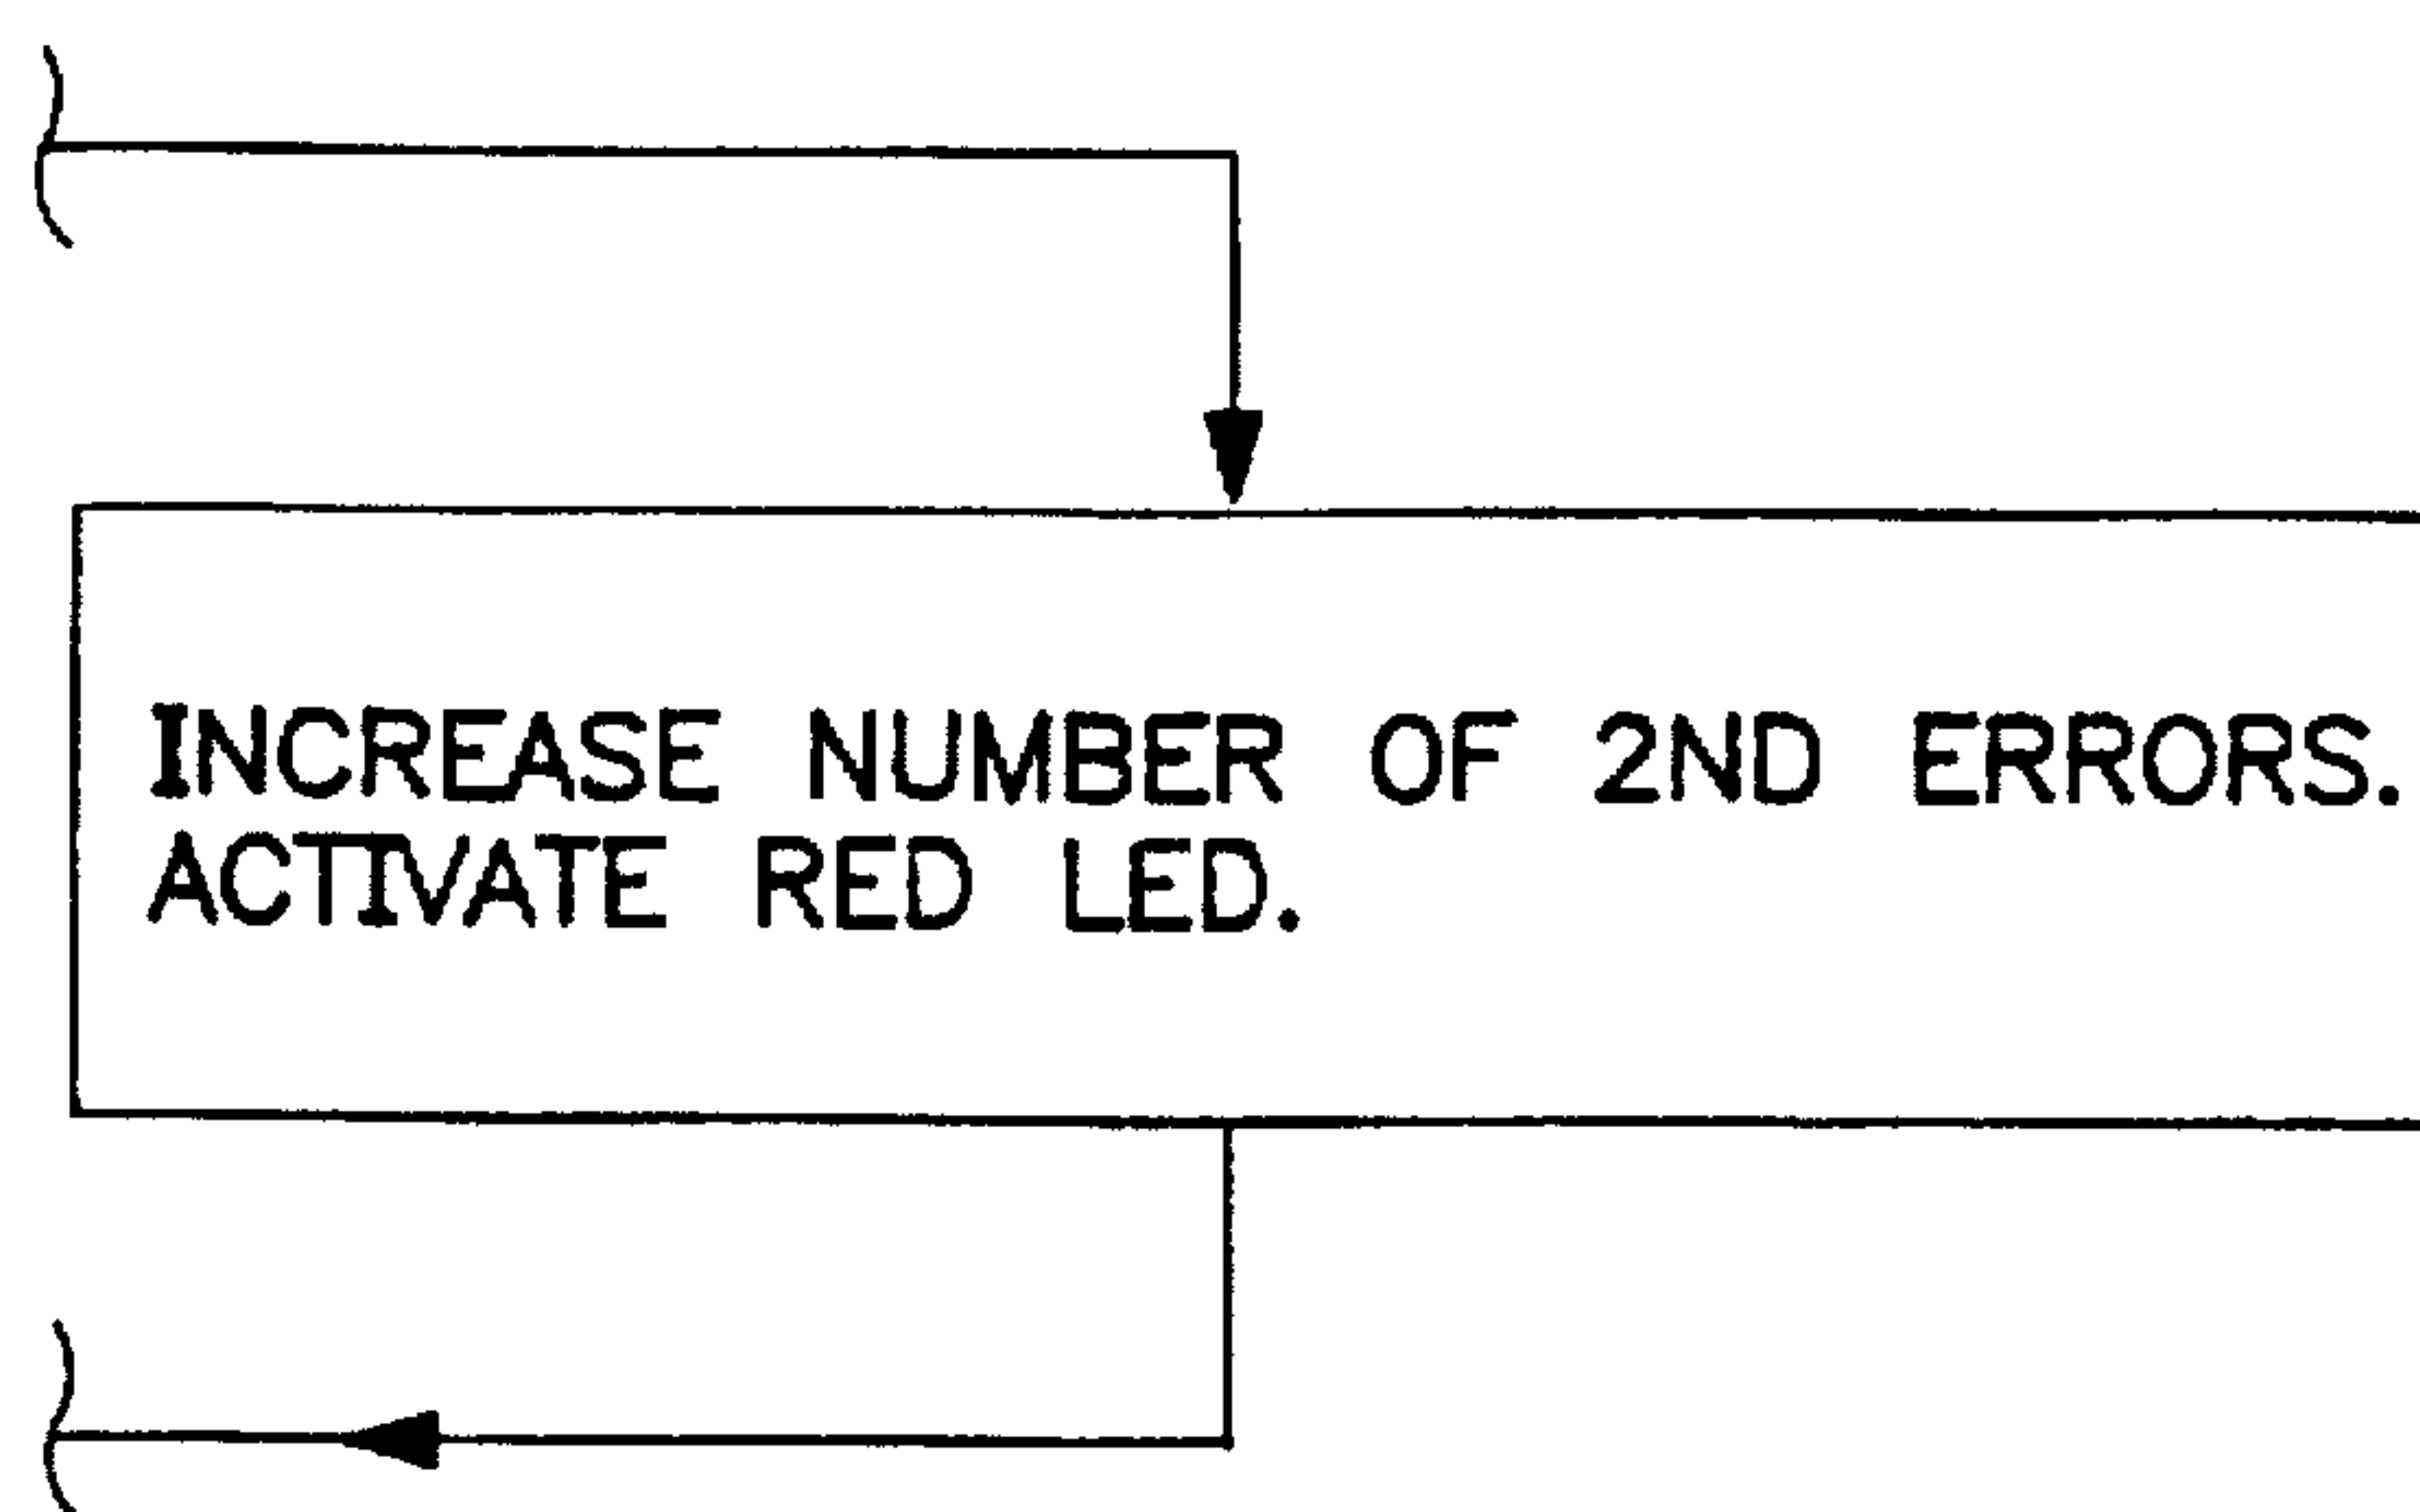 INCREASE NUMBER OF 2ND ERRORS.
ACTIVATE RED LED.